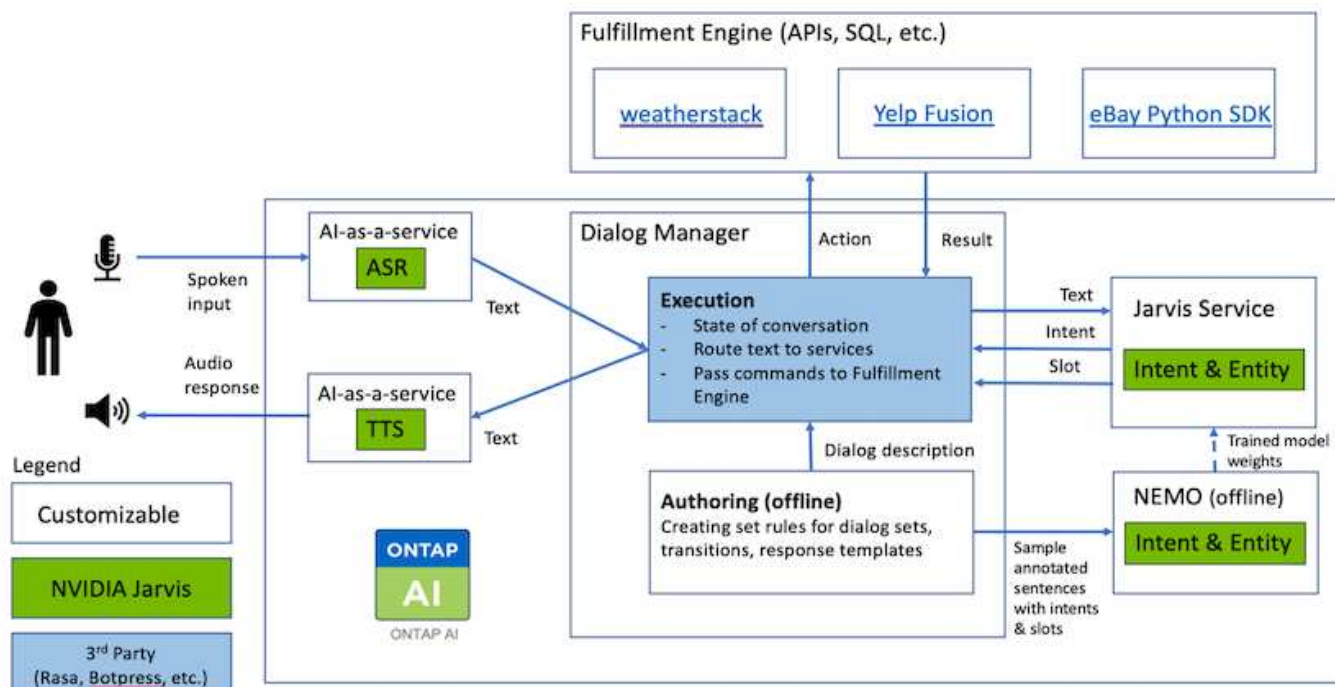 Fulfillment Engine (APIs, SQL, etc.)
weatherstack
Yelp Fusion
eBay Python SDK
Spoken
input
Audio
response
AI-as-a-service
ASR
Text
AI-as-a-service
TTS
Text
Dialog Manager
Action
Result
Execution
- State of conversation
- Route text to services
- Pass commands to Fulfillment
Engine
Text
Intent
Slot
Jarvis Service
Intent & Entity
Dialog description
Trained model
weights
Authoring (offline)
Creating set rules for dialog sets,
transitions, response templates
Sample
annotated
sentences
with intents
& slots
NEMO (offline)
Intent & Entity
Legend
Customizable
NVIDIA Jarvis
3rd Party
(Rasa, Botpress, etc.)
ONTAP
AI
ONTAP AI